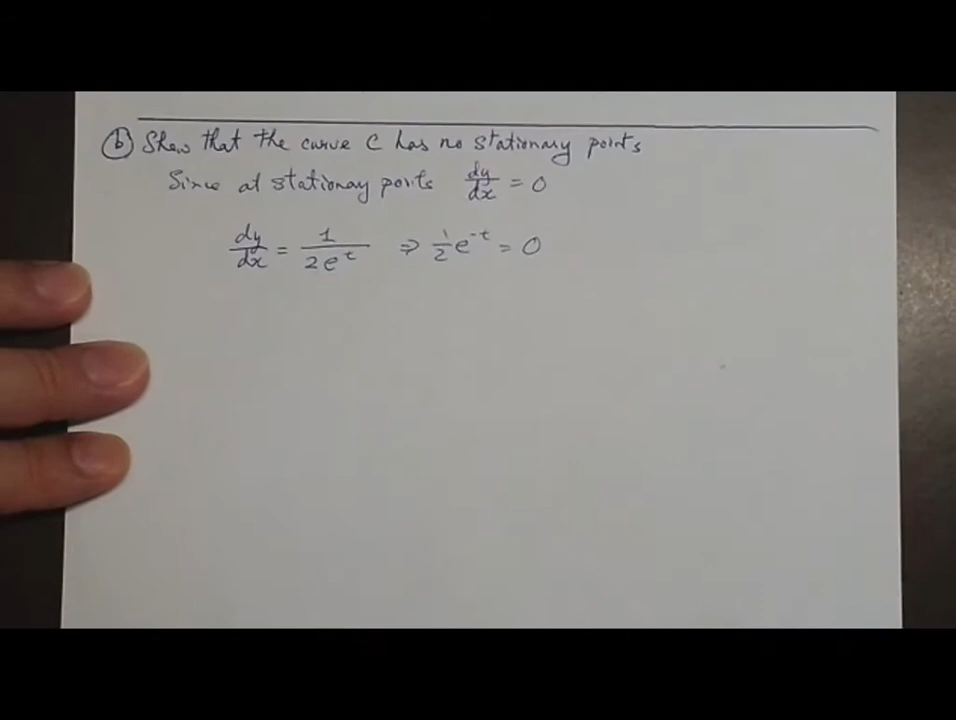 (b) Show that the curve C has no stationary points
Since at stationary points dy/dx = 0
dy/dx = 1/(2e^t) ⇒ 1/2 e^-t = 0